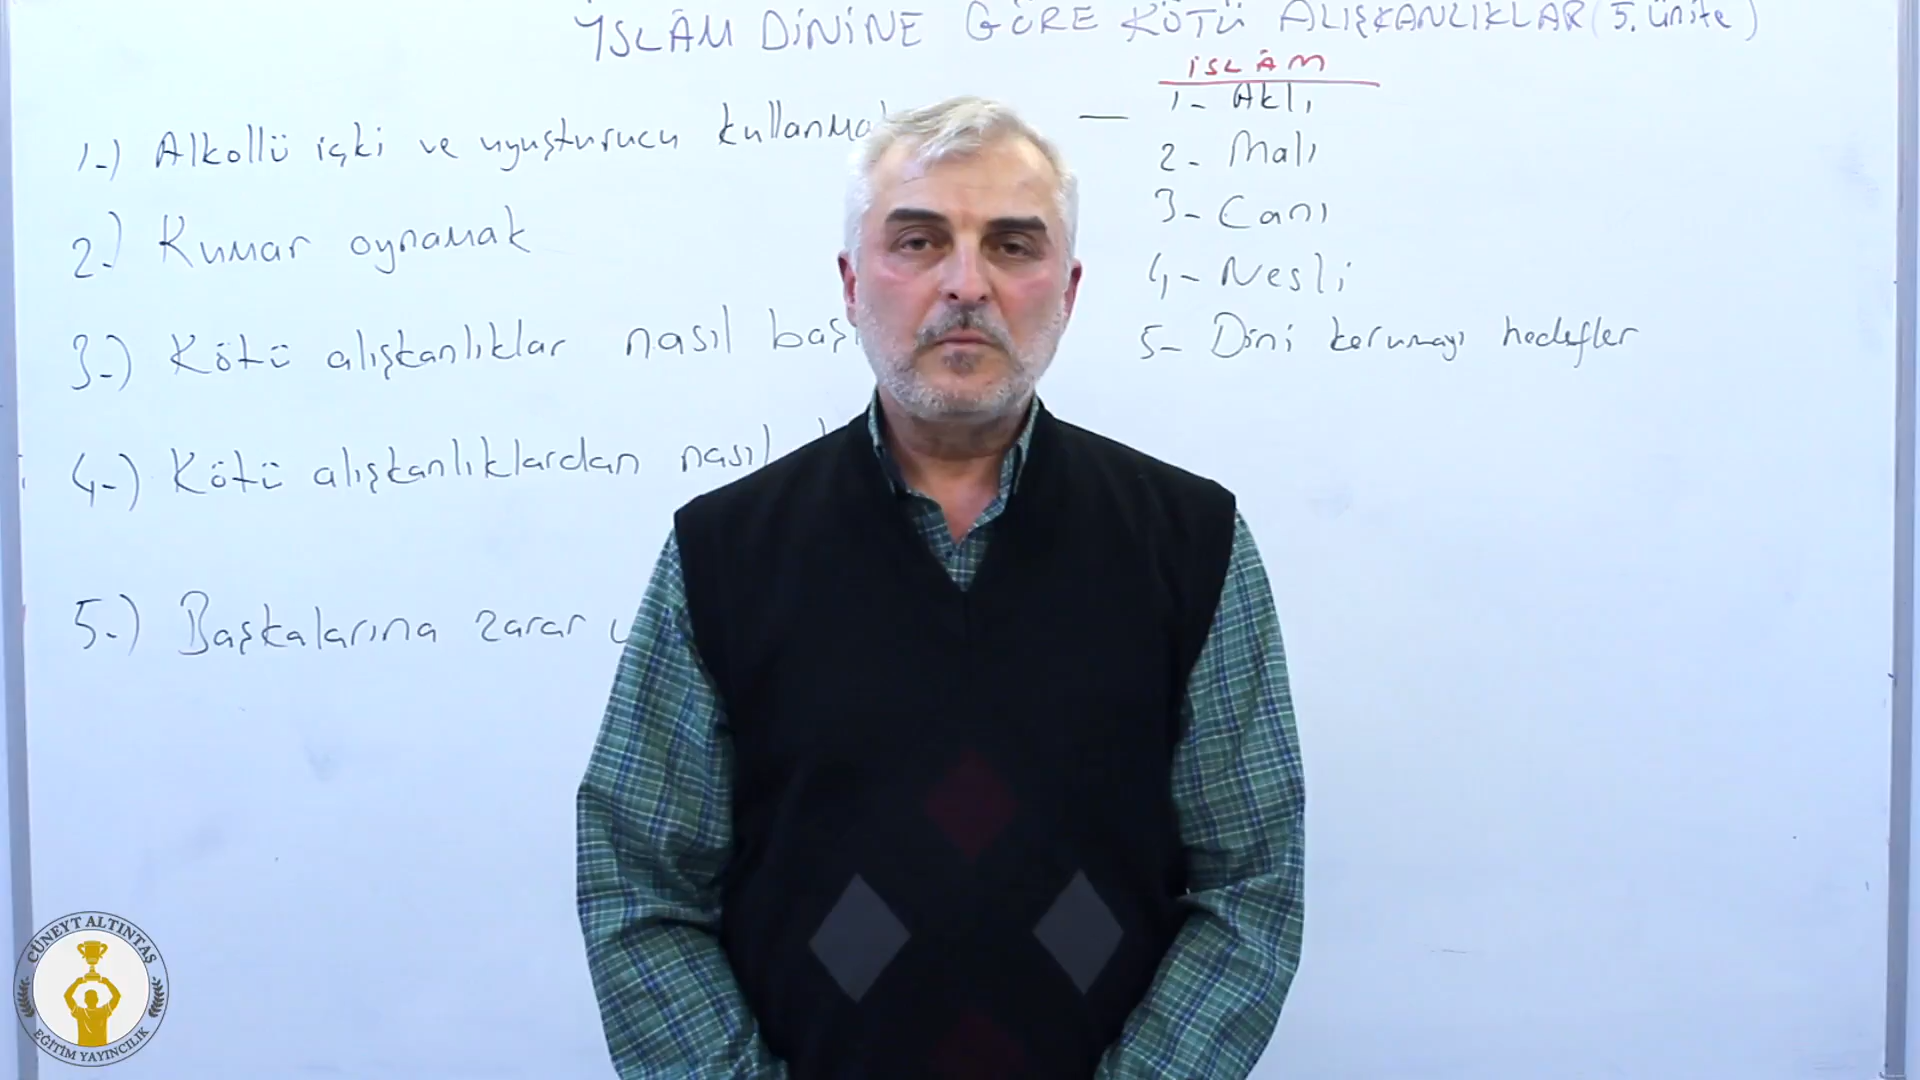 İSLÂM DİNİNE GÖRE KÖTÜ ALIŞKANLIKLAR (5. ünite)
1-) Alkollü içki ve uyuşturucu kullanma
2-) Kumar oynamak
3-) Kötü alışkanlıklar nasıl baş
4-) Kötü alışkanlıklardan nasıl
5-) Başkalarına zarar
—
İSLÂM
1- Aklı
2- Malı
3- Canı
4- Nesli
5- Dini korumayı hedefler
CÜNEYT ALTINTAŞ
EĞİTİM YAYINCILIK